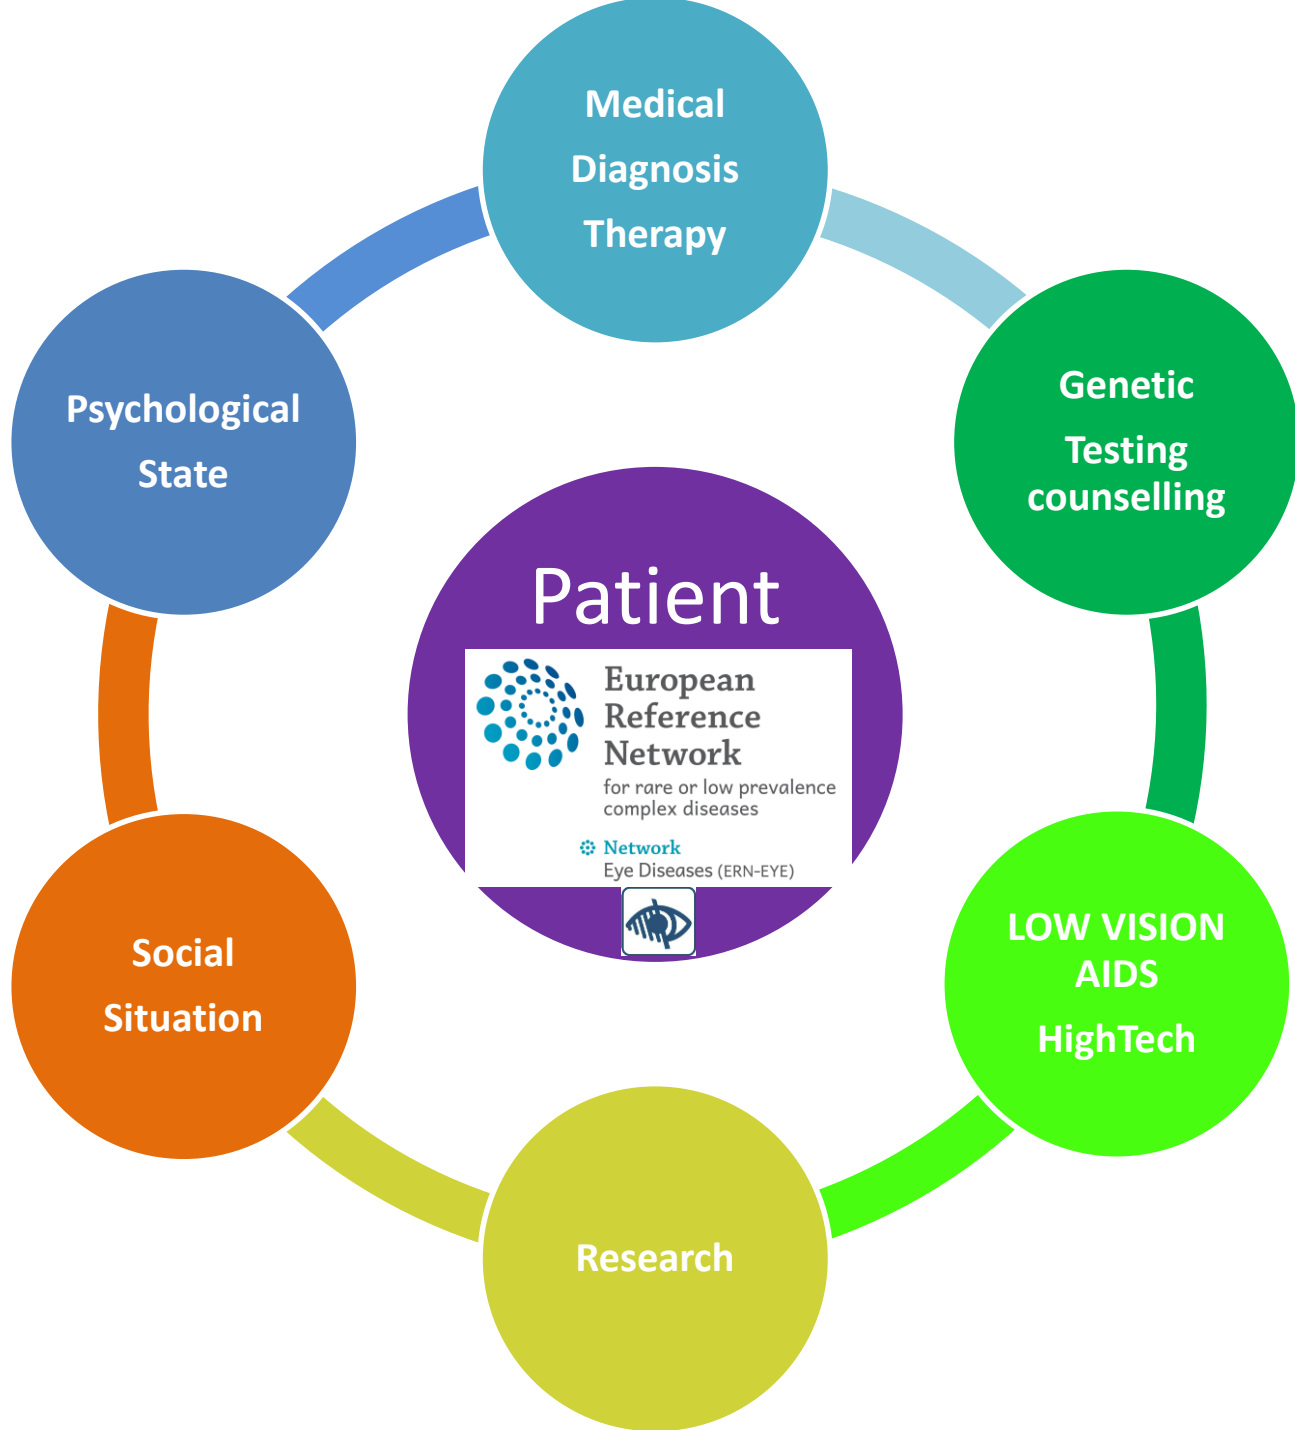 Medical
Diagnosis
Therapy
Genetic
Testing
counselling
LOW VISION
AIDS
HighTech
Research
Social
Situation
Psychological
State
Patient
European
Reference
Network
for rare or low prevalence
complex diseases
Network
Eye Diseases (ERN-EYE)